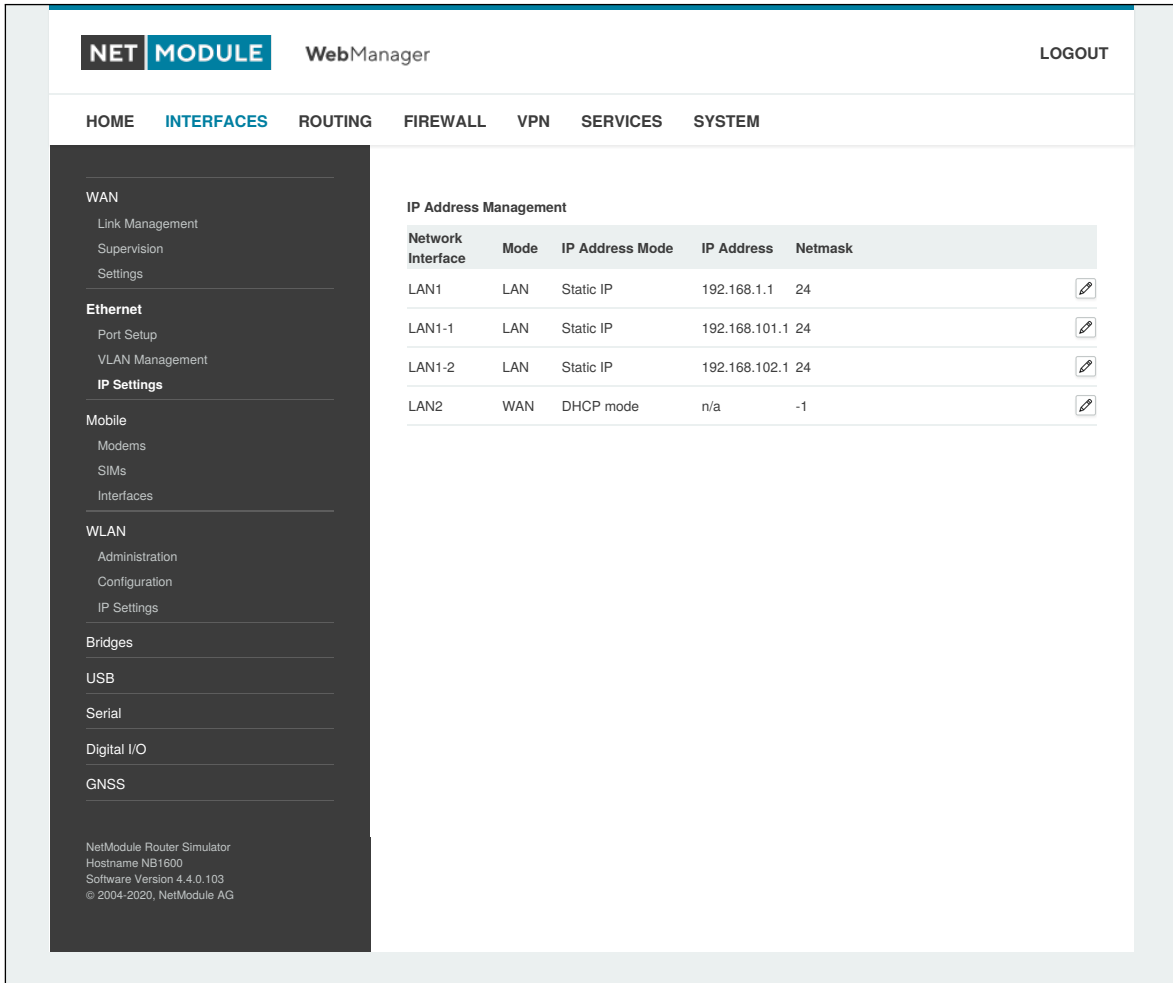 NET MODULE WebManager LOGOUT
HOME INTERFACES ROUTING FIREWALL VPN SERVICES SYSTEM
WAN
Link Management
Supervision
Settings
Ethernet
Port Setup
VLAN Management
IP Settings
Mobile
Modems
SIMs
Interfaces
WLAN
Administration
Configuration
IP Settings
Bridges
USB
Serial
Digital I/O
GNSS
NetModule Router Simulator
Hostname NB1600
Software Version 4.4.0.103
© 2004-2020, NetModule AG
IP Address Management
Network Interface Mode IP Address Mode IP Address Netmask
LAN1 LAN Static IP 192.168.1.1 24
LAN1-1 LAN Static IP 192.168.101.1 24
LAN1-2 LAN Static IP 192.168.102.1 24
LAN2 WAN DHCP mode n/a -1